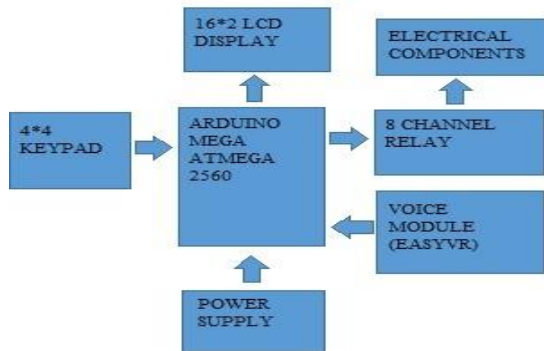 16*2 LCD
DISPLAY
ELECTRICAL
COMPONENTS
4*4
KEYPAD
ARDUINO
MEGA
ATMEGA
2560
8 CHANNEL
RELAY
VOICE
MODULE
(EASYVR)
POWER
SUPPLY